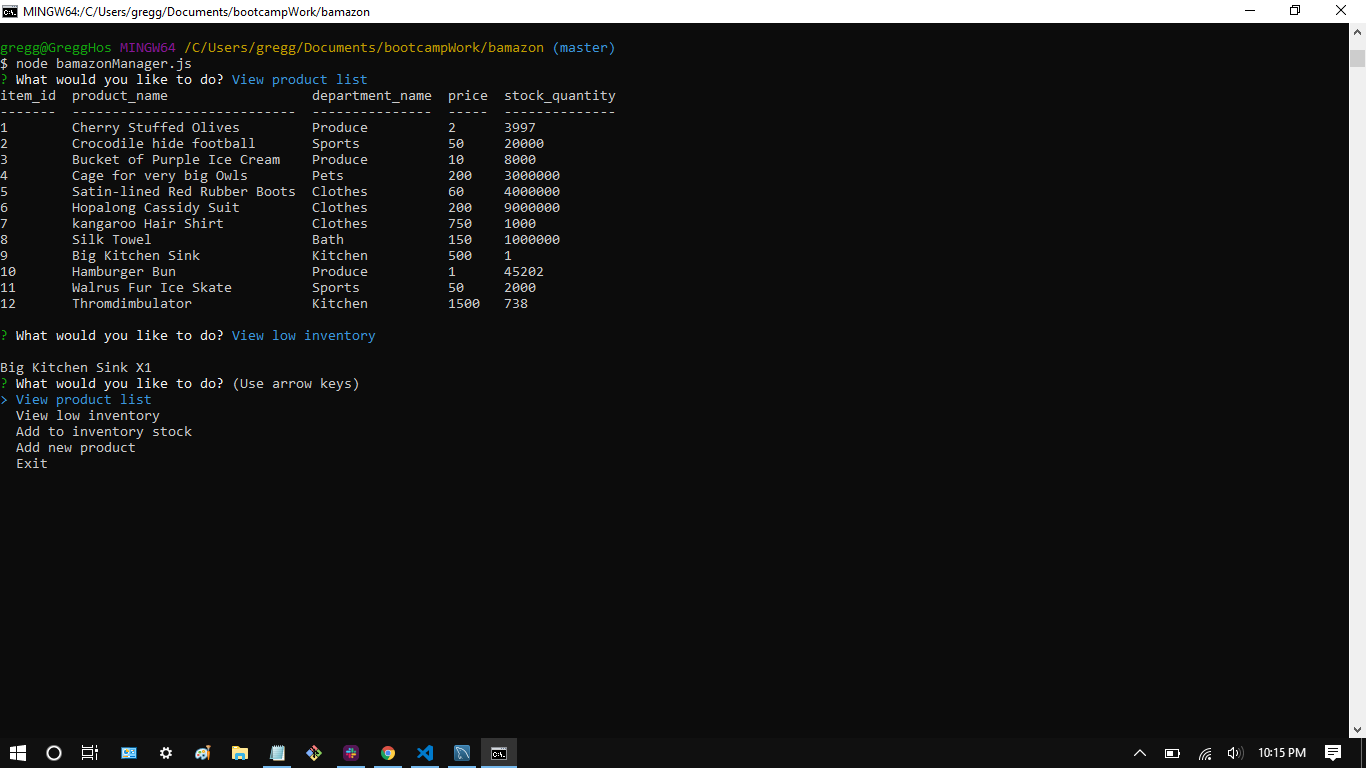 MINGW64:/C/Users/gregg/Documents/bootcampWork/bamazon
gregg@GreggHos MINGW64 /C/Users/gregg/Documents/bootcampWork/bamazon (master)
$ node bamazonManager.js
? What would you like to do? View product list
item_id  product_name                  department_name  price  stock_quantity
-------  ----------------------------  ---------------  -----  --------------
1        Cherry Stuffed Olives         Produce          2      3997
2        Crocodile hide football       Sports           50     20000
3        Bucket of Purple Ice Cream    Produce          10     8000
4        Cage for very big Owls        Pets             200    3000000
5        Satin-lined Red Rubber Boots  Clothes          60     4000000
6        Hopalong Cassidy Suit         Clothes          200    9000000
7        kangaroo Hair Shirt           Clothes          750    1000
8        Silk Towel                    Bath             150    1000000
9        Big Kitchen Sink              Kitchen          500    1
10       Hamburger Bun                 Produce          1      45202
11       Walrus Fur Ice Skate          Sports           50     2000
12       Thromdimbulator               Kitchen          1500   738
? What would you like to do? View low inventory
Big Kitchen Sink X1
? What would you like to do? (Use arrow keys)
> View product list
  View low inventory
  Add to inventory stock
  Add new product
  Exit
10:15 PM